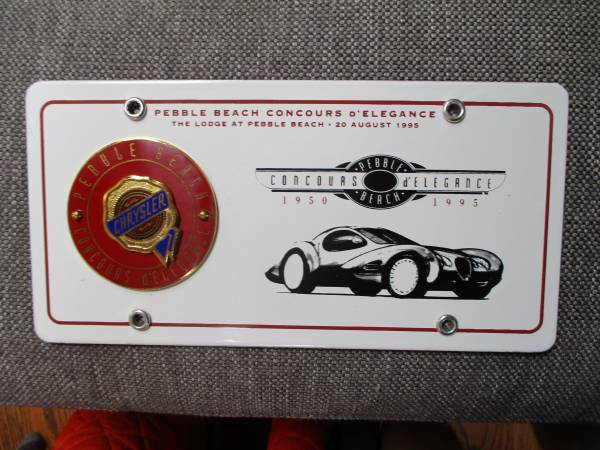 PEBBLE BEACH CONCOURS D'ELEGANCE
THE LODGE AT PEBBLE BEACH • 20 AUGUST 1995
PEBBLE BEACH
CHRYSLER
CONCOURS D'ELEGANCE
PEBBLE
CONCOURS d'ELEGANCE
BEACH
1950 1995